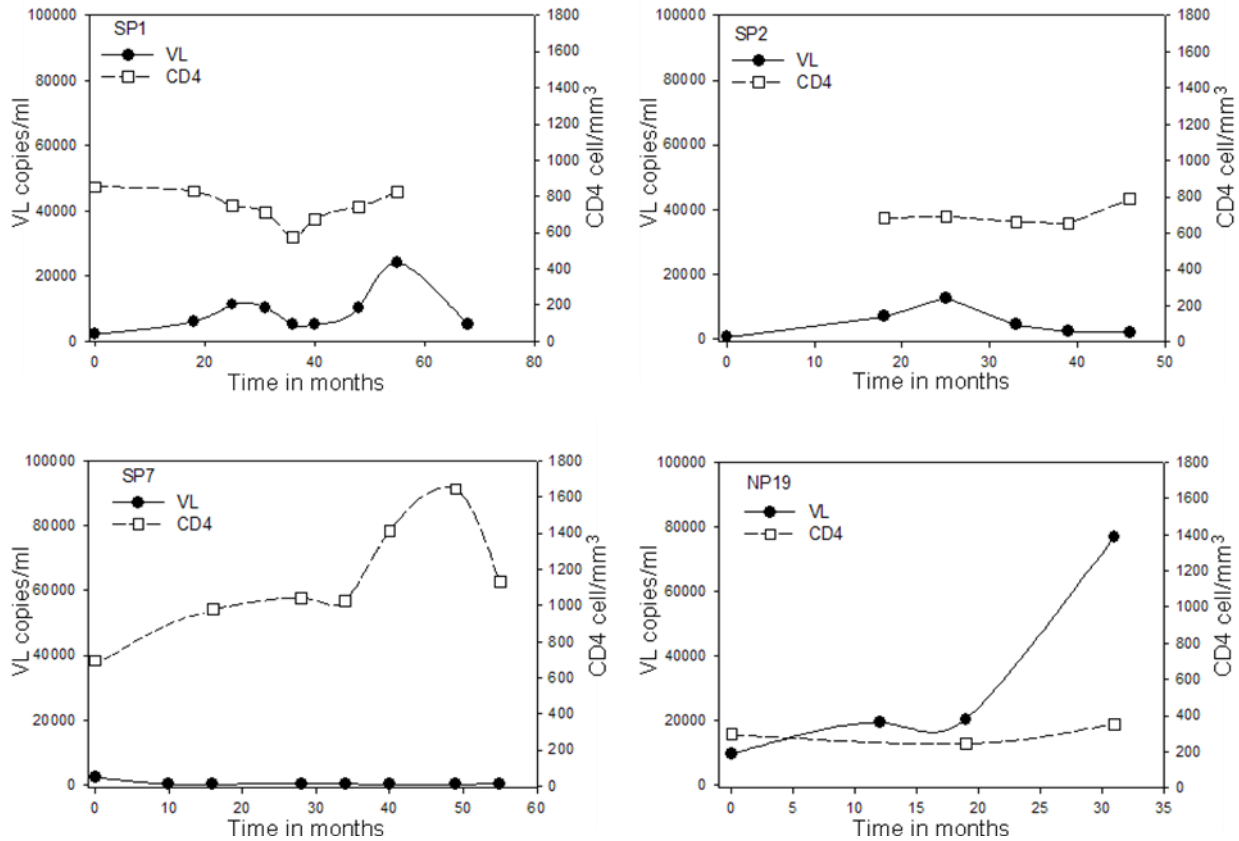 SP1
VL
CD4
VL copies/ml
100000
80000
60000
40000
20000
0
1800
1600
1400
1200
1000
800
600
400
200
0
CD4 cell/mm³
0 20 40 60 80
Time in months
SP2
VL
CD4
VL copies/ml
100000
80000
60000
40000
20000
0
1800
1600
1400
1200
1000
800
600
400
200
0
CD4 cell/mm³
0 10 20 30 40 50
Time in months
SP7
VL
CD4
VL copies/ml
100000
80000
60000
40000
20000
0
1800
1600
1400
1200
1000
800
600
400
200
0
CD4 cell/mm³
0 10 20 30 40 50 60
Time in months
NP19
VL
CD4
VL copies/ml
100000
80000
60000
40000
20000
0
1800
1600
1400
1200
1000
800
600
400
200
0
CD4 cell/mm³
0 5 10 15 20 25 30 35
Time in months